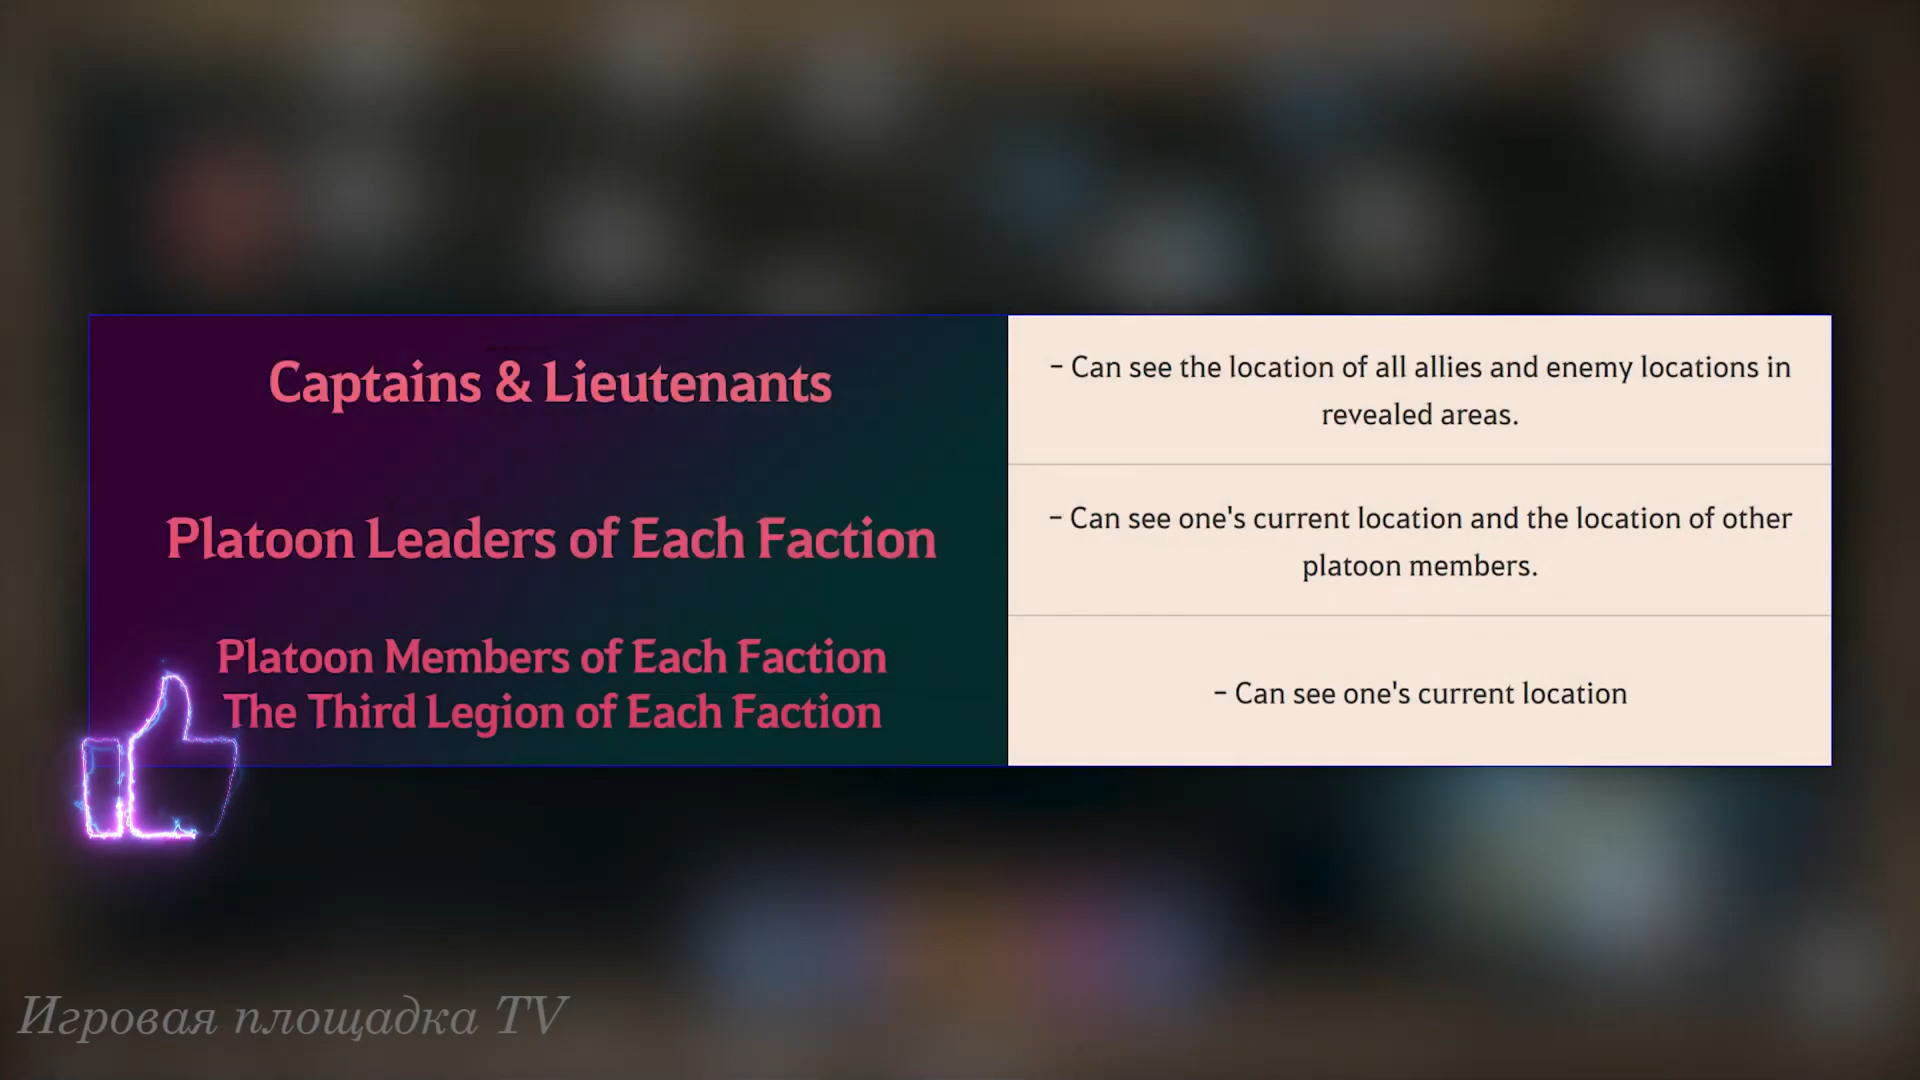 Captains & Lieutenants
– Can see the location of all allies and enemy locations in
revealed areas.
Platoon Leaders of Each Faction
– Can see one's current location and the location of other
platoon members.
Platoon Members of Each Faction
The Third Legion of Each Faction
– Can see one's current location
Игровая площадка TV